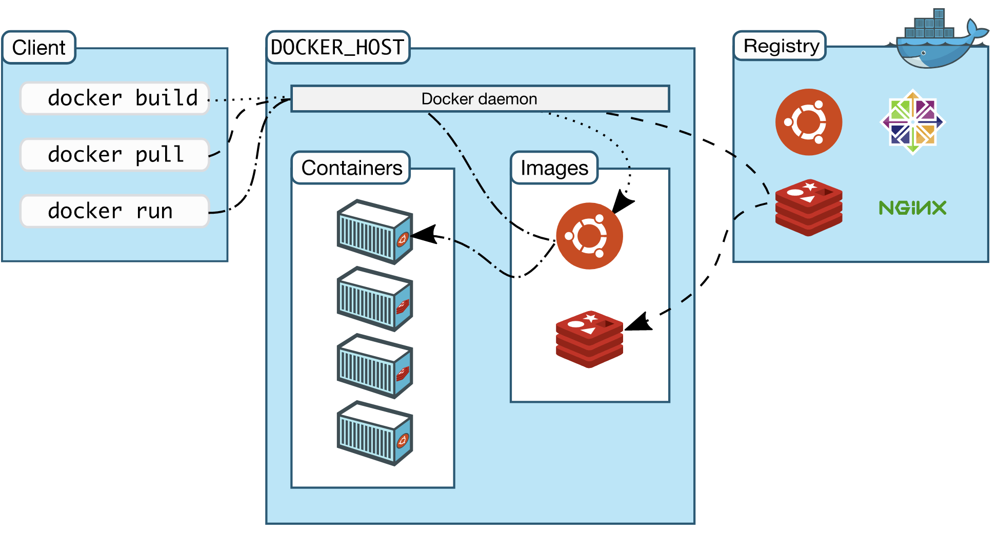 Client
docker build
docker pull
docker run
DOCKER_HOST
Docker daemon
Containers
Images
Registry
NGINX